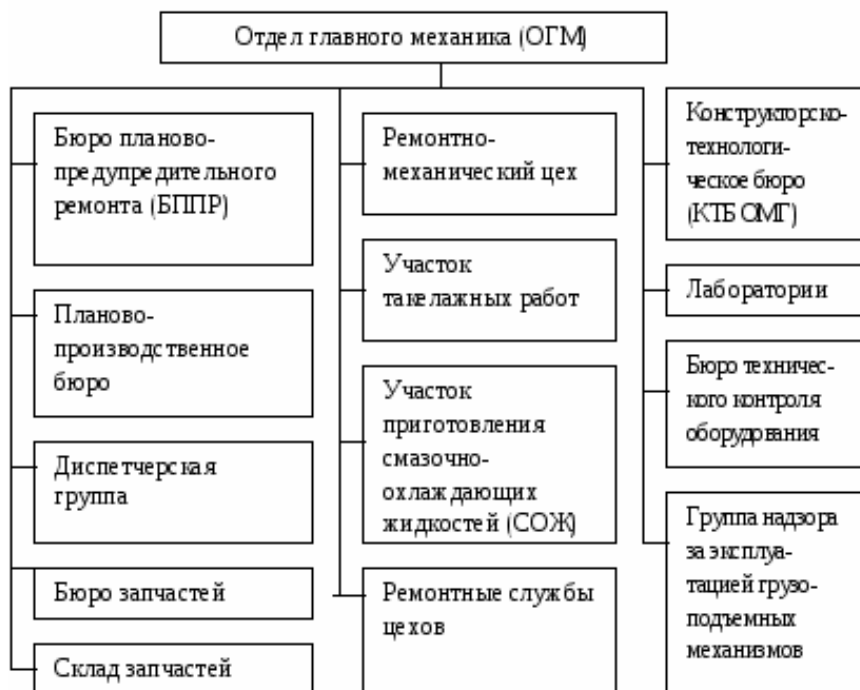 Отдел главного механика (ОГМ)
Бюро планово-
предупредительного
ремонта (БППР)
Планово-
производственное
бюро
Диспетчерская
группа
Бюро запчастей
Склад запчастей
Ремонтно-
механический цех
Участок
такелажных работ
Участок
приготовления
смазочно-
охлаждающих
жидкостей (СОЖ)
Ремонтные службы
цехов
Конструкторско-
технологи-
ческое бюро
(КТБ ОМГ)
Лаборатории
Бюро техничес-
кого контроля
оборудования
Группа надзора
за эксплуа-
тацией грузо-
подъемных
механизмов